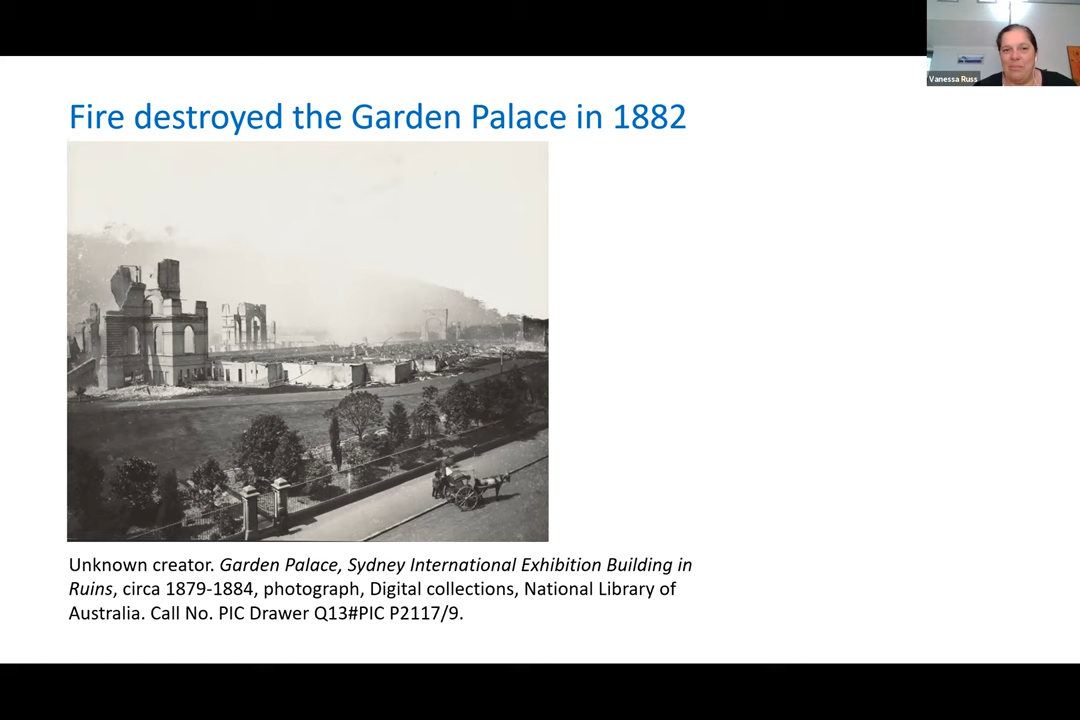 Vanessa Russ
Fire destroyed the Garden Palace in 1882
Unknown creator. Garden Palace, Sydney International Exhibition Building in
Ruins, circa 1879-1884, photograph, Digital collections, National Library of
Australia. Call No. PIC Drawer Q13#PIC P2117/9.